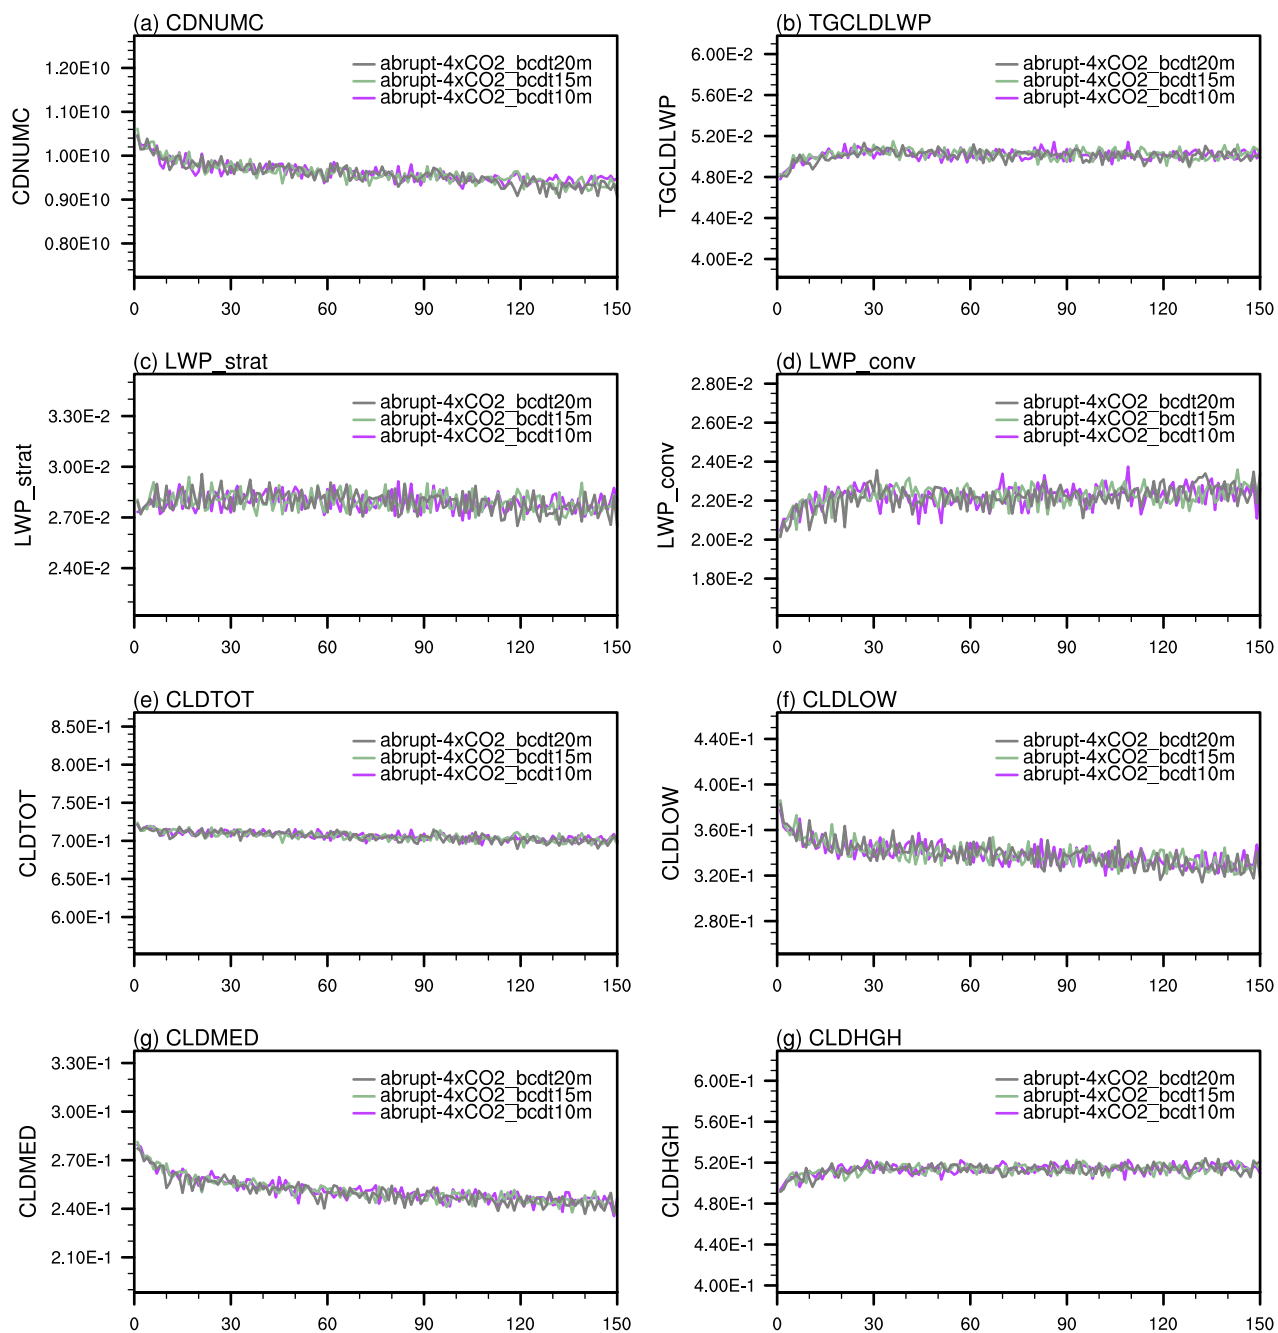 (a) CDNUMC
CDNUMC
1.20E10
1.10E10
1.00E10
0.90E10
0.80E10
abrupt-4xCO2_bcdt20m
abrupt-4xCO2_bcdt15m
abrupt-4xCO2_bcdt10m
0 30 60 90 120 150
(b) TGCLDLWP
TGCLDLWP
6.00E-2
5.60E-2
5.20E-2
4.80E-2
4.40E-2
4.00E-2
abrupt-4xCO2_bcdt20m
abrupt-4xCO2_bcdt15m
abrupt-4xCO2_bcdt10m
0 30 60 90 120 150
(c) LWP_strat
LWP_strat
3.30E-2
3.00E-2
2.70E-2
2.40E-2
abrupt-4xCO2_bcdt20m
abrupt-4xCO2_bcdt15m
abrupt-4xCO2_bcdt10m
0 30 60 90 120 150
(d) LWP_conv
LWP_conv
2.80E-2
2.60E-2
2.40E-2
2.20E-2
2.00E-2
1.80E-2
abrupt-4xCO2_bcdt20m
abrupt-4xCO2_bcdt15m
abrupt-4xCO2_bcdt10m
0 30 60 90 120 150
(e) CLDTOT
CLDTOT
8.50E-1
8.00E-1
7.50E-1
7.00E-1
6.50E-1
6.00E-1
abrupt-4xCO2_bcdt20m
abrupt-4xCO2_bcdt15m
abrupt-4xCO2_bcdt10m
0 30 60 90 120 150
(f) CLDLOW
CLDLOW
4.40E-1
4.00E-1
3.60E-1
3.20E-1
2.80E-1
abrupt-4xCO2_bcdt20m
abrupt-4xCO2_bcdt15m
abrupt-4xCO2_bcdt10m
0 30 60 90 120 150
(g) CLDMED
CLDMED
3.30E-1
3.00E-1
2.70E-1
2.40E-1
2.10E-1
abrupt-4xCO2_bcdt20m
abrupt-4xCO2_bcdt15m
abrupt-4xCO2_bcdt10m
0 30 60 90 120 150
(g) CLDHGH
CLDHGH
6.00E-1
5.60E-1
5.20E-1
4.80E-1
4.40E-1
4.00E-1
abrupt-4xCO2_bcdt20m
abrupt-4xCO2_bcdt15m
abrupt-4xCO2_bcdt10m
0 30 60 90 120 150